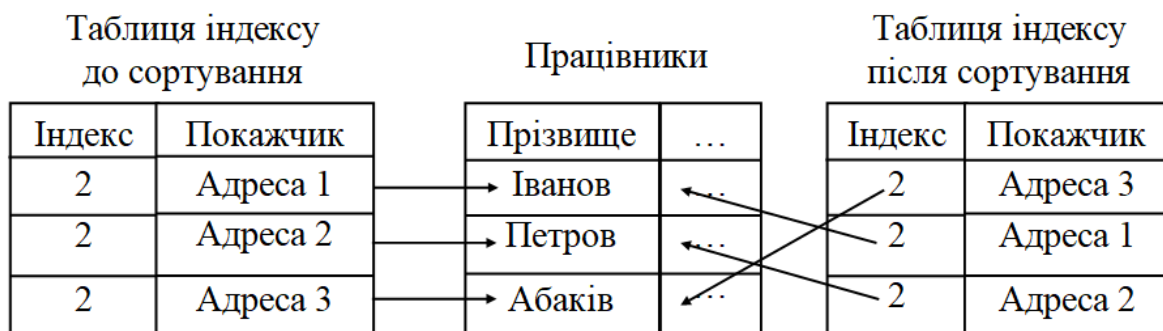 Таблиця індексу
до сортування
Індекс Покажчик
2 Адреса 1
2 Адреса 2
2 Адреса 3
Працівники
Прізвище …
Іванов …
Петров …
Абаків …
Таблиця індексу
після сортування
Індекс Покажчик
2 Адреса 3
2 Адреса 1
2 Адреса 2